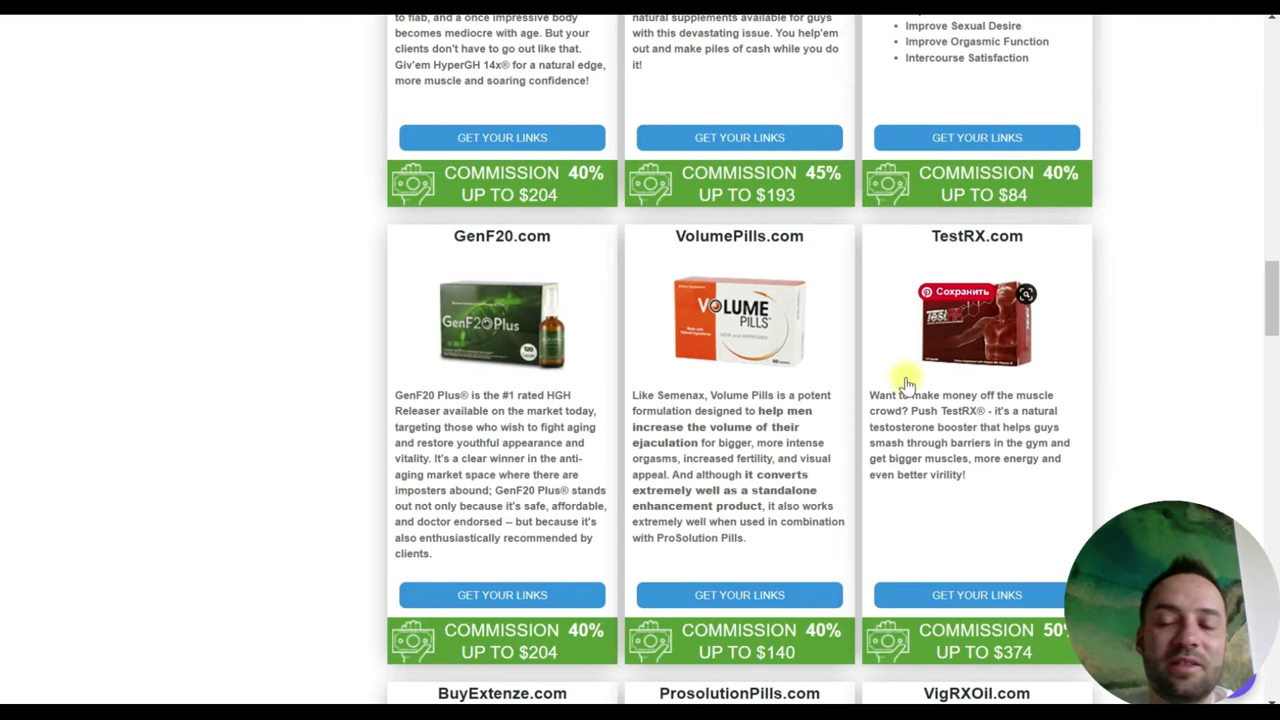 to flab, and a once impressive body
becomes mediocre with age. But your
clients don't have to go out like that.
Giv'em HyperGH 14x® for a natural edge,
more muscle and soaring confidence!
GET YOUR LINKS
COMMISSION 40%
UP TO $204
natural supplements available for guys
with this devastating issue. You help'em
out and make piles of cash while you do
it!
GET YOUR LINKS
COMMISSION 45%
UP TO $193
• Improve Sexual Desire
• Improve Orgasmic Function
• Intercourse Satisfaction
GET YOUR LINKS
COMMISSION 40%
UP TO $84
GenF20.com
GenF20Plus
GenF20 Plus® is the #1 rated HGH
Releaser available on the market today,
targeting those who wish to fight aging
and restore youthful appearance and
vitality. It's a clear winner in the anti-
aging market space where there are
imposters abound; GenF20 Plus® stands
out not only because it's safe, affordable,
and doctor endorsed – but because it's
also enthusiastically recommended by
clients.
GET YOUR LINKS
COMMISSION 40%
UP TO $204
VolumePills.com
VOLUME
PILLS
Like Semenax, Volume Pills is a potent
formulation designed to help men
increase the volume of their
ejaculation for bigger, more intense
orgasms, increased fertility, and visual
appeal. And although it converts
extremely well as a standalone
enhancement product, it also works
extremely well when used in combination
with ProSolution Pills.
GET YOUR LINKS
COMMISSION 40%
UP TO $140
TestRX.com
Сохранить
TestRX
Want to make money off the muscle
crowd? Push TestRX® - it's a natural
testosterone booster that helps guys
smash through barriers in the gym and
get bigger muscles, more energy and
even better virility!
GET YOUR LINKS
COMMISSION 50%
UP TO $374
BuyExtenze.com
ProsolutionPills.com
VigRXOil.com